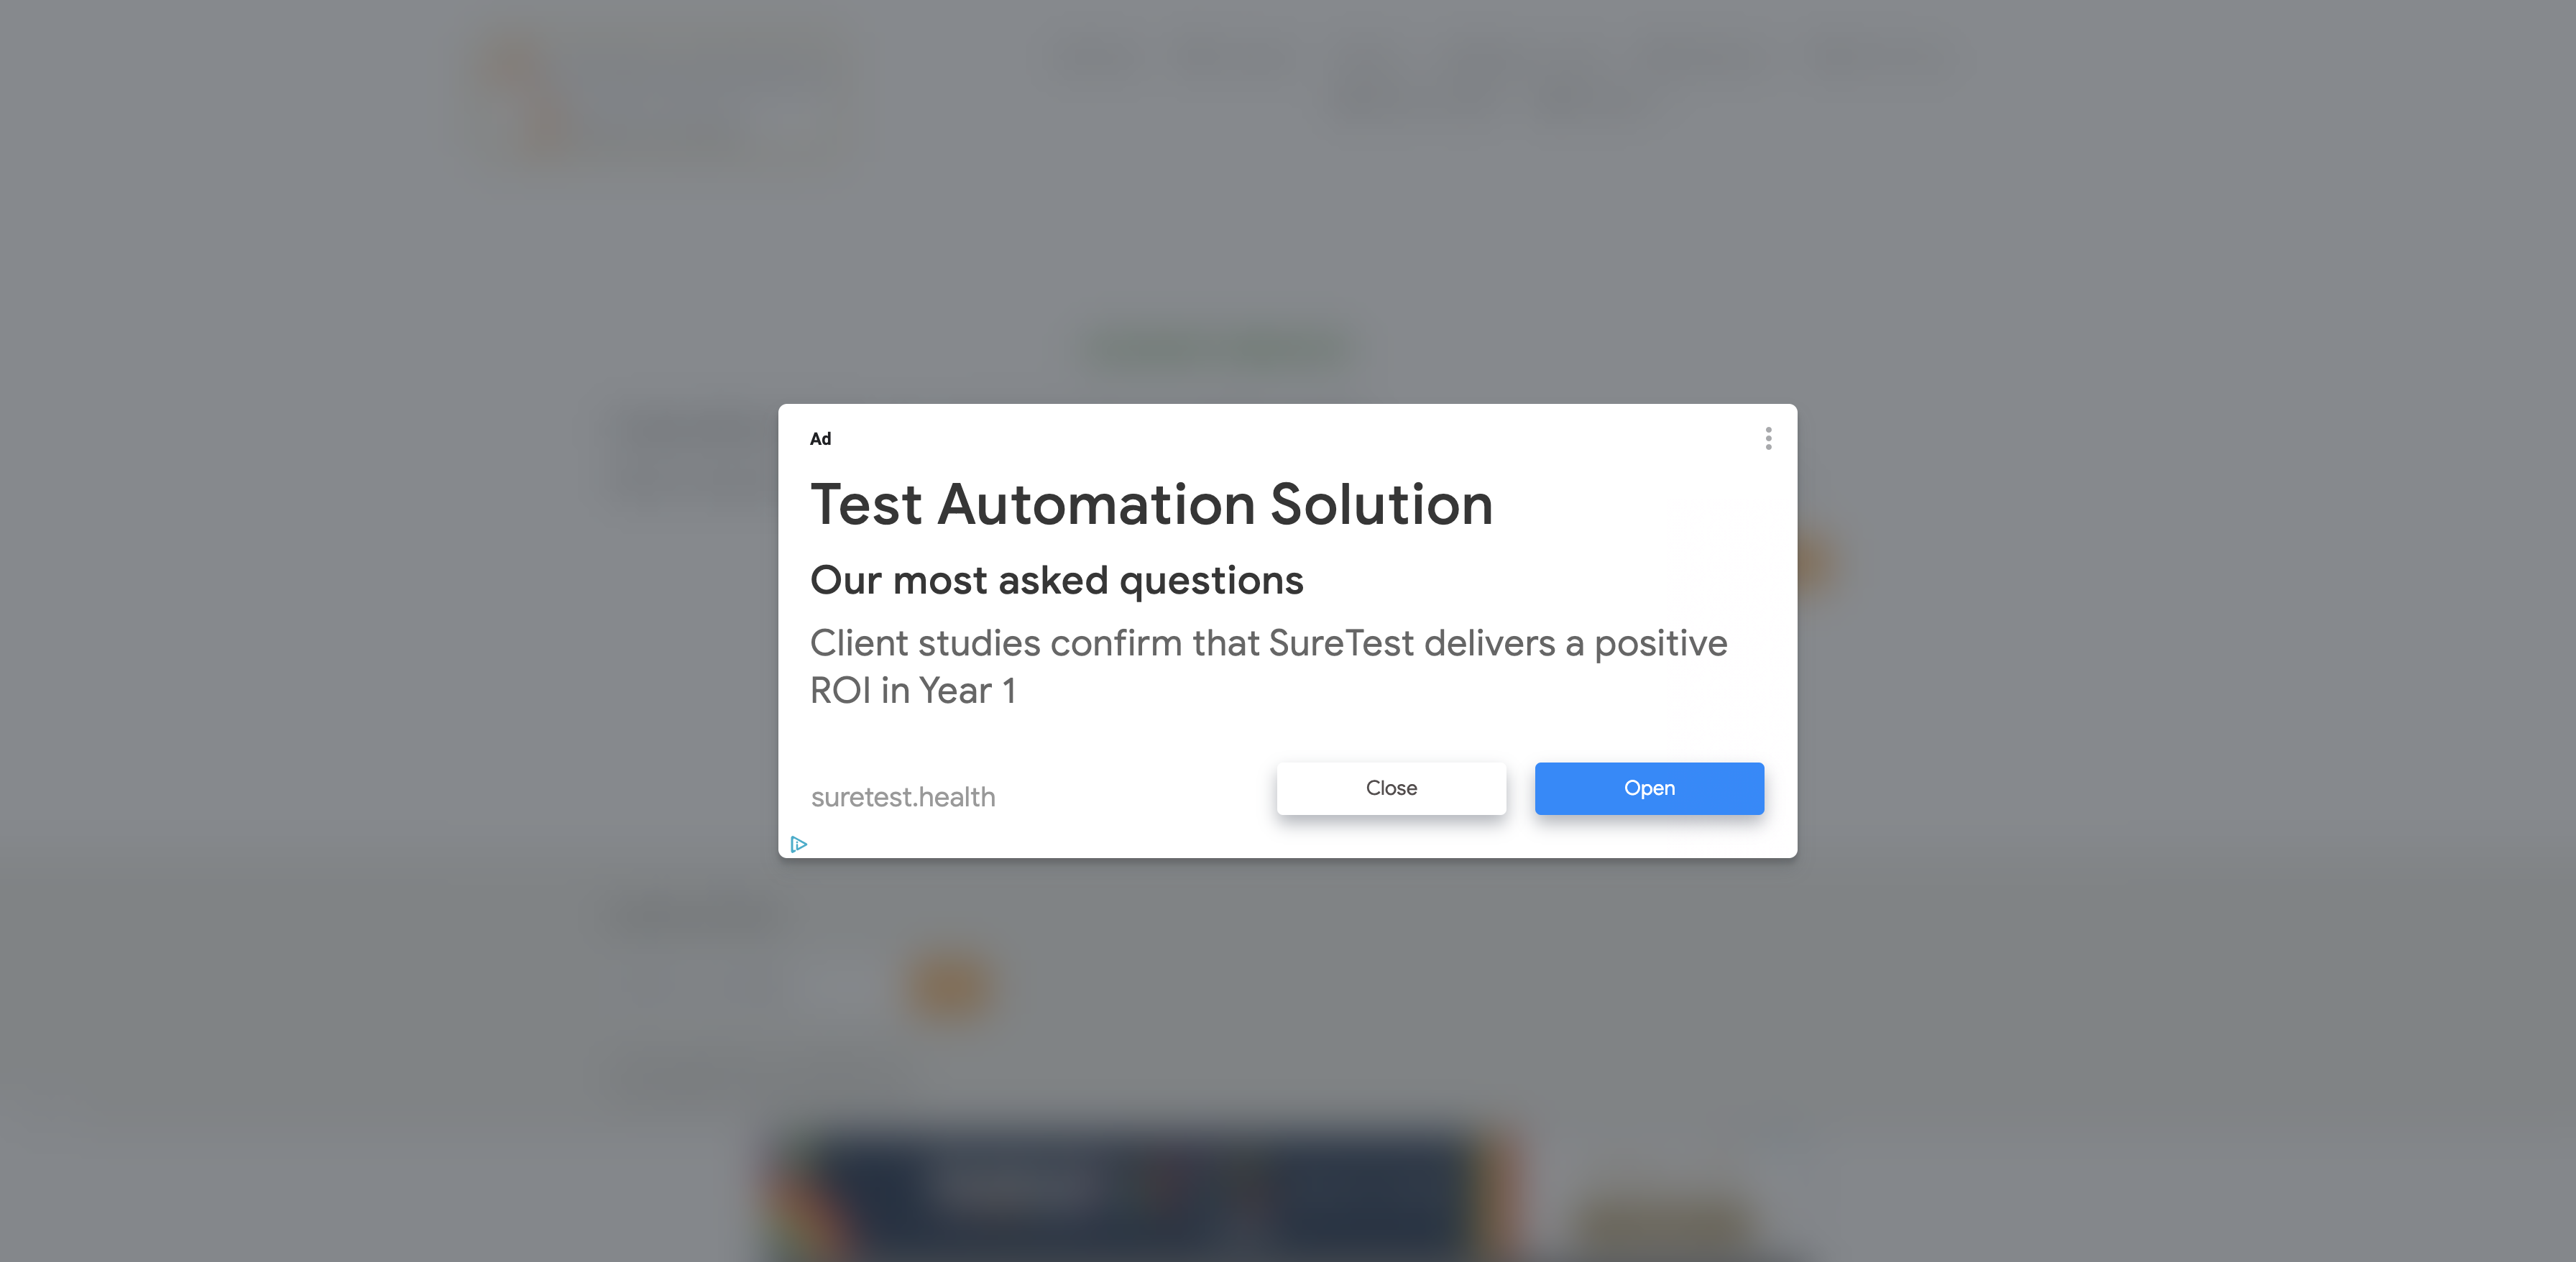 Ad
Test Automation Solution
Our most asked questions
Client studies confirm that SureTest delivers a positive
ROI in Year 1
suretest.health
Close
Open